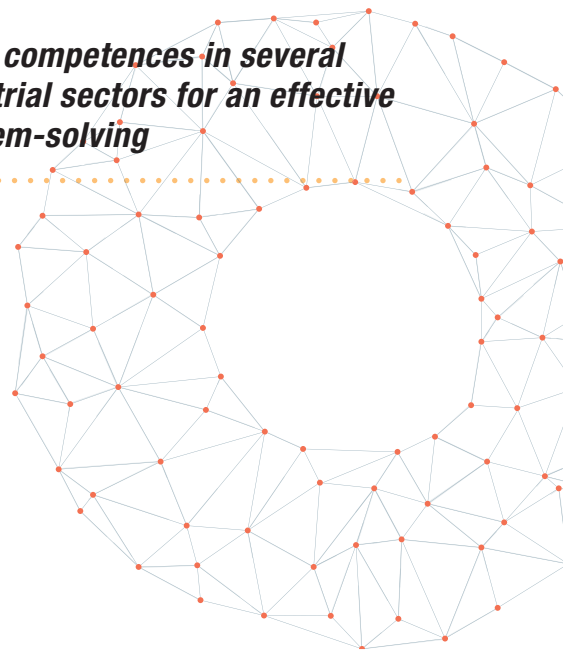 competences in several
trial sectors for an effective
em-solving